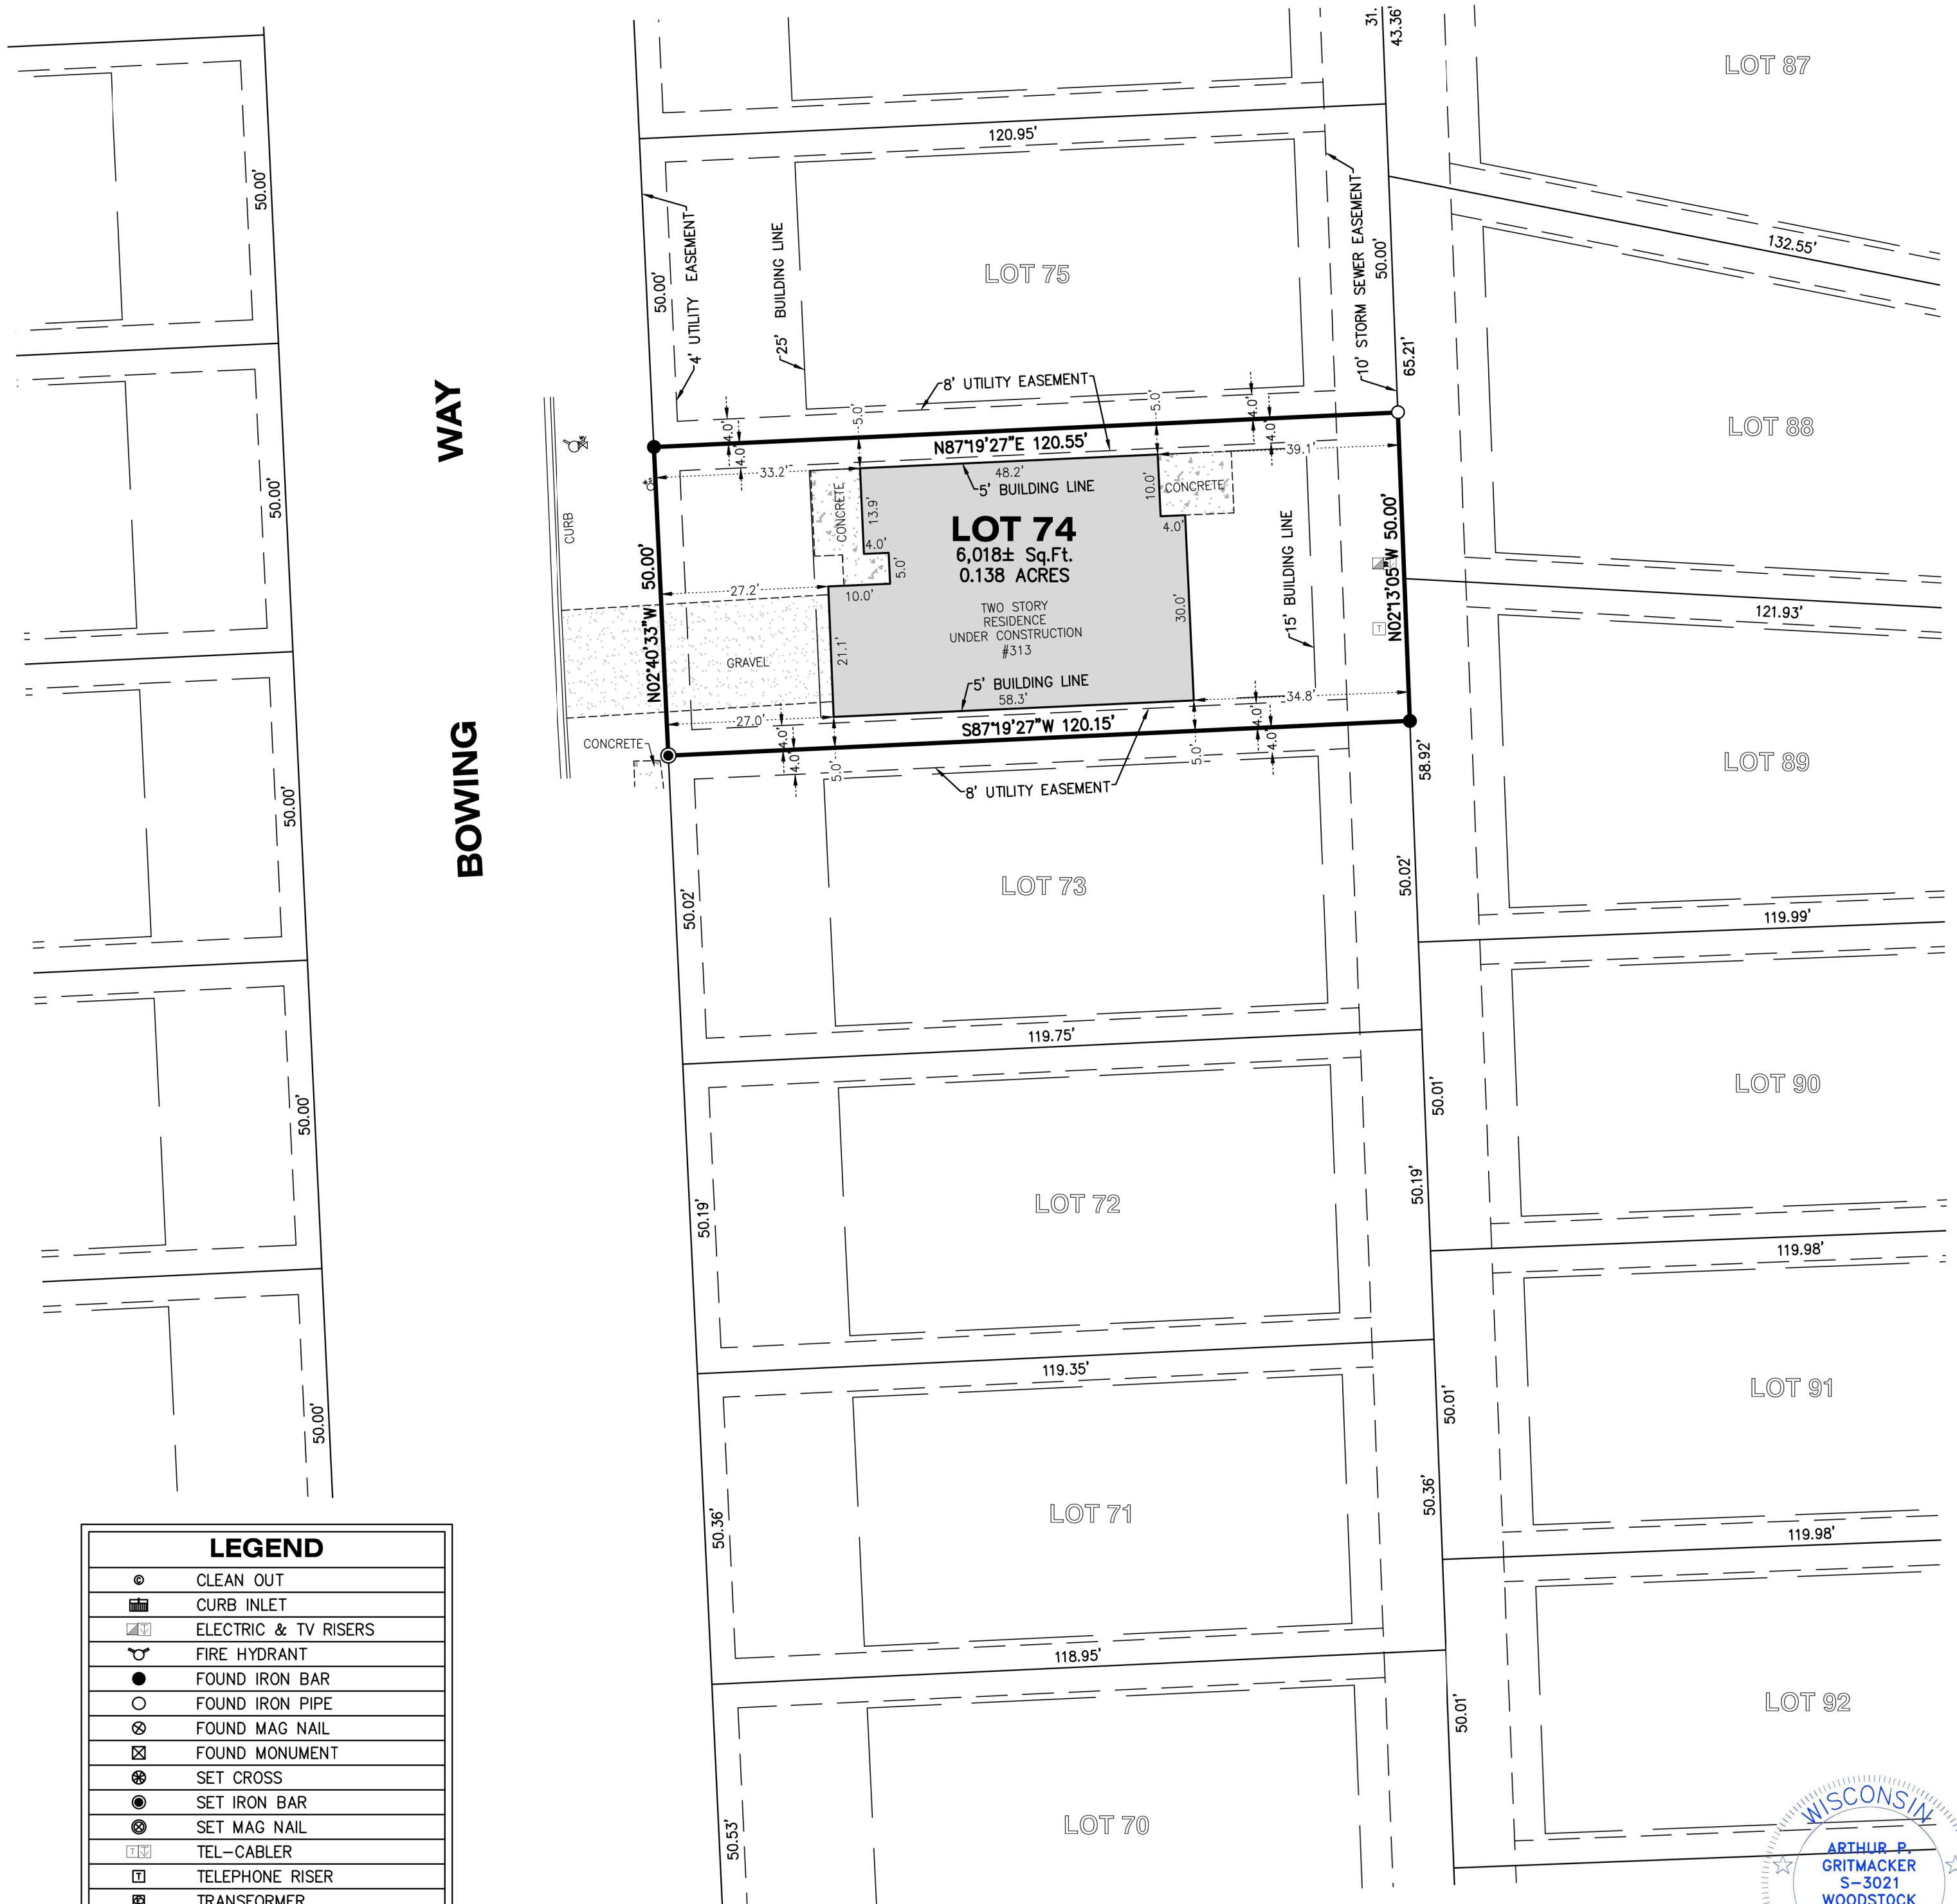 31.
43.36'
LOT 87
120.95'
50.00'
132.55'
LOT 75
50.00'
4' UTILITY EASEMENT
25' BUILDING LINE
10' STORM SEWER EASEMENT
50.00'
65.21'
WAY
8' UTILITY EASEMENT
LOT 88
4.0'
4.0'
5.0'
5.0'
4.0'
4.0'
N87°19'27"E 120.55'
33.2'
39.1'
48.2'
5' BUILDING LINE
50.00'
CURB
CONCRETE
13.9'
10.0'
CONCRETE
LOT 74
6,018± Sq.Ft.
0.138 ACRES
4.0'
5.0'
4.0'
27.2'
10.0'
N02°40'33"W 50.00'
15' BUILDING LINE
N02°13'05"W 50.00'
T
TWO STORY
RESIDENCE
UNDER CONSTRUCTION
#313
30.0'
121.93'
GRAVEL
21.1'
5' BUILDING LINE
58.3'
27.0'
34.8'
S87°19'27"W 120.15'
CONCRETE
4.0'
4.0'
5.0'
5.0'
4.0'
4.0'
8' UTILITY EASEMENT
58.92'
LOT 89
BOWING
50.00'
LOT 73
50.02'
50.02'
119.99'
119.75'
50.00'
50.01'
LOT 90
LOT 72
50.19'
50.19'
119.98'
119.35'
50.00'
50.01'
LOT 91
LOT 71
50.36'
50.36'
119.98'
118.95'
50.01'
LOT 92
LOT 70
50.53'
LEGEND
CLEAN OUT
CURB INLET
ELECTRIC & TV RISERS
FIRE HYDRANT
FOUND IRON BAR
FOUND IRON PIPE
FOUND MAG NAIL
FOUND MONUMENT
SET CROSS
SET IRON BAR
SET MAG NAIL
TEL-CABLER
T TELEPHONE RISER
TRANSFORMER
WISCONSIN
ARTHUR P.
GRITMACKER
S-3021
WOODSTOCK